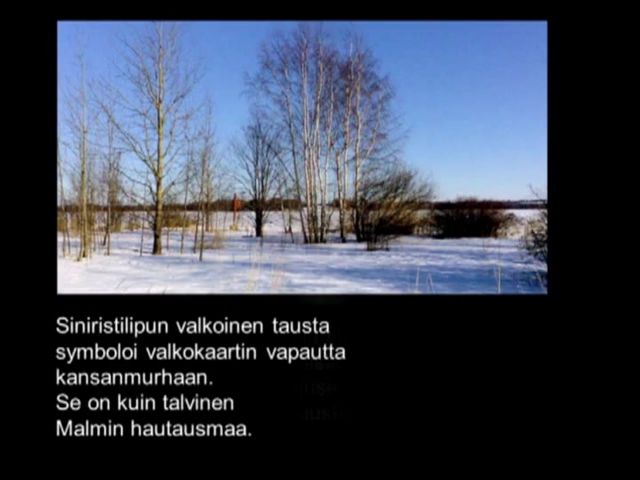 Siniristilipun valkoinen tausta
symboloi valkokaartin vapautta
kansanmurhaan.
Se on kuin talvinen
Malmin hautausmaa.